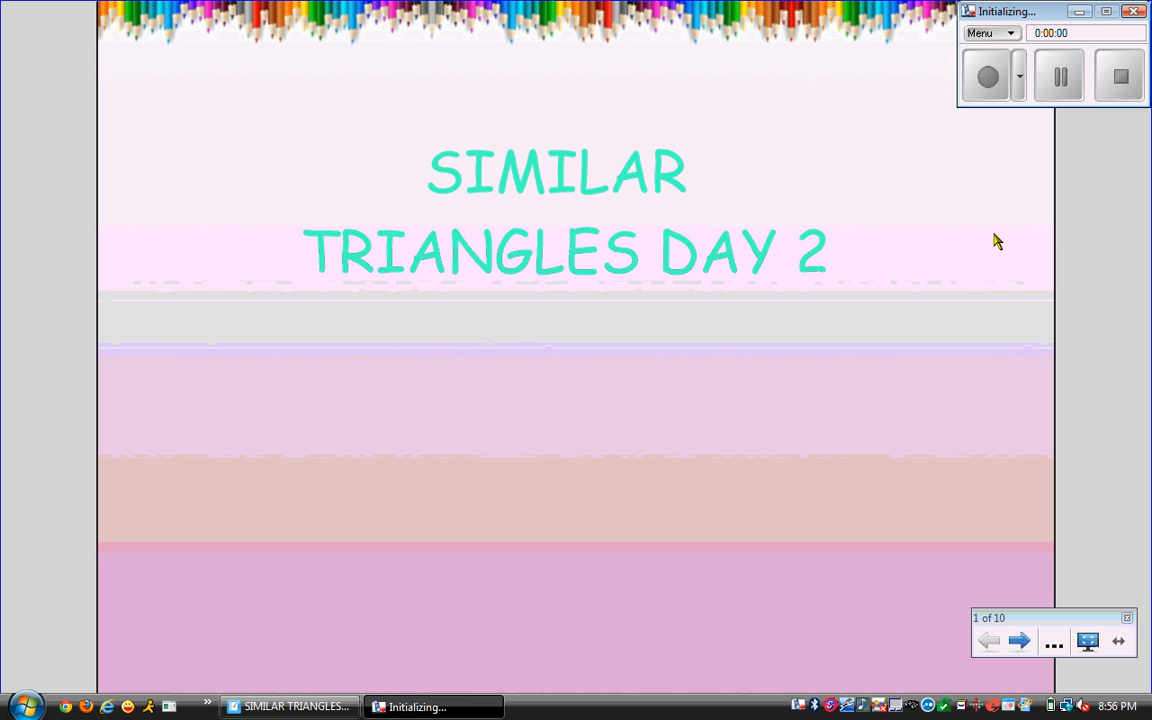 Initializing...
Menu
0:00:00
SIMILAR
TRIANGLES DAY 2
1 of 10
...
»
SIMILAR TRIANGLES...
Initializing...
8:56 PM